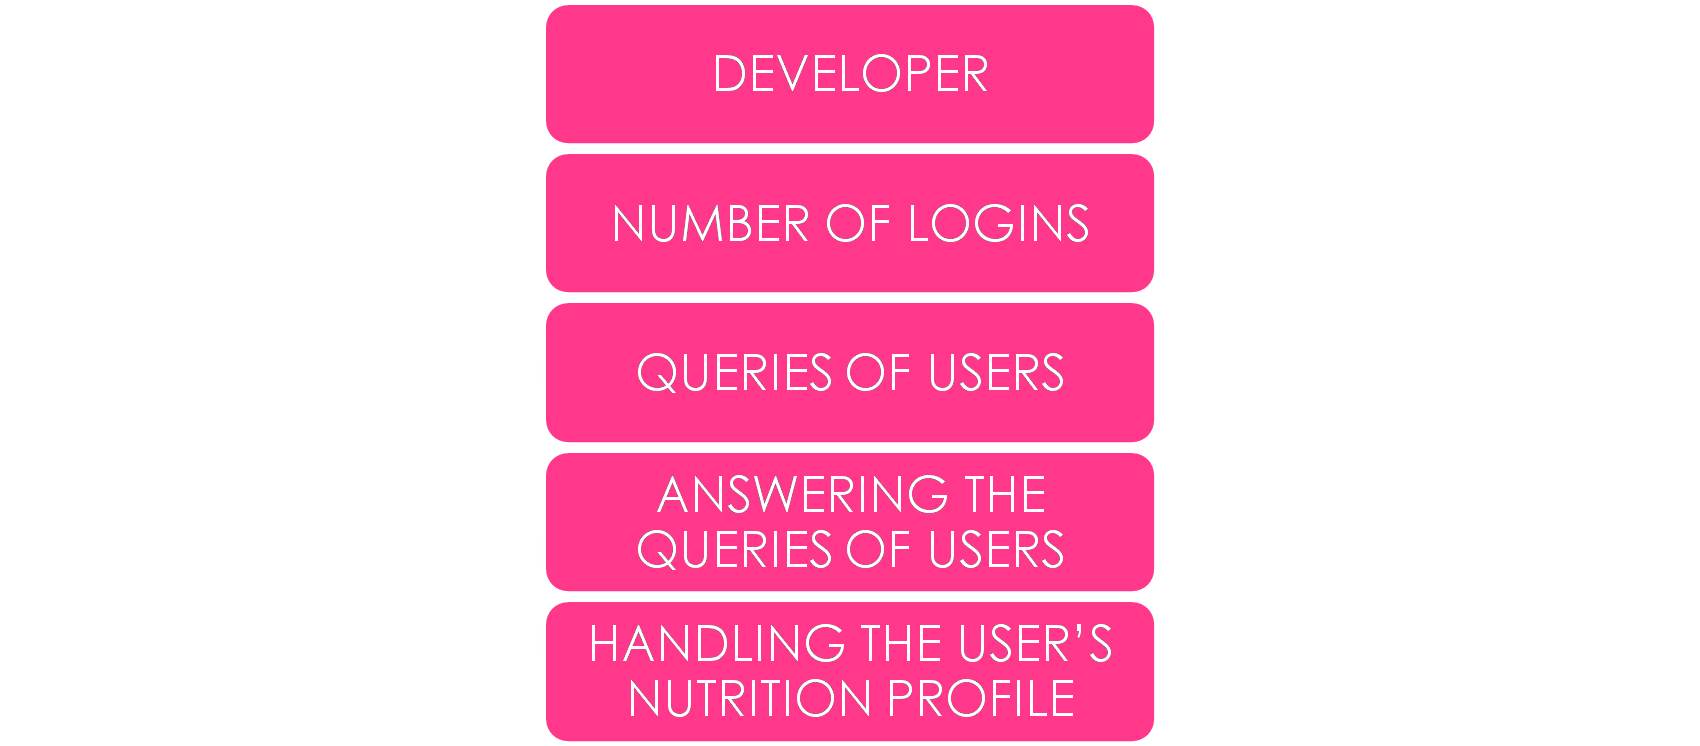 DEVELOPER
NUMBER OF LOGINS
QUERIES OF USERS
ANSWERING THE
QUERIES OF USERS
HANDLING THE USER’S
NUTRITION PROFILE